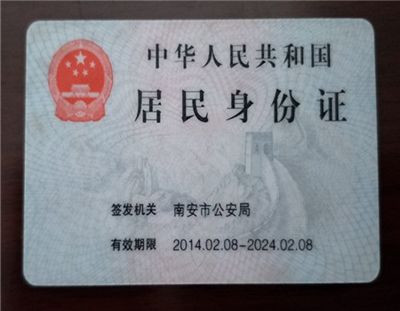 中华人民共和国
居民身份证
签发机关 南安市公安局
有效期限 2014.02.08-2024.02.08